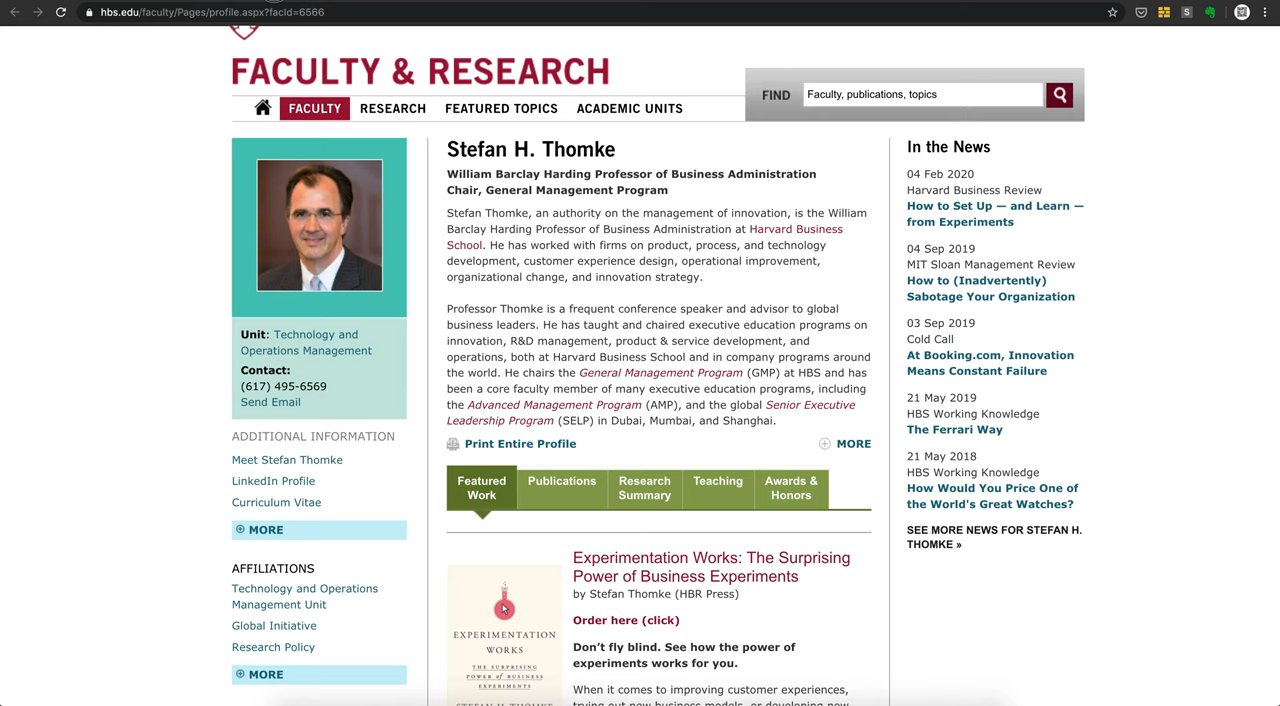 hbs.edu/faculty/Pages/profile.aspx?facId=6566
S
FACULTY & RESEARCH
FIND
Faculty, publications, topics
FACULTY
RESEARCH
FEATURED TOPICS
ACADEMIC UNITS
Unit: Technology and
Operations Management
Contact:
(617) 495-6569
Send Email
ADDITIONAL INFORMATION
Meet Stefan Thomke
LinkedIn Profile
Curriculum Vitae
MORE
AFFILIATIONS
Technology and Operations
Management Unit
Global Initiative
Research Policy
MORE
Stefan H. Thomke
William Barclay Harding Professor of Business Administration
Chair, General Management Program
Stefan Thomke, an authority on the management of innovation, is the William
Barclay Harding Professor of Business Administration at Harvard Business
School. He has worked with firms on product, process, and technology
development, customer experience design, operational improvement,
organizational change, and innovation strategy.
Professor Thomke is a frequent conference speaker and advisor to global
business leaders. He has taught and chaired executive education programs on
innovation, R&D management, product & service development, and
operations, both at Harvard Business School and in company programs around
the world. He chairs the General Management Program (GMP) at HBS and has
been a core faculty member of many executive education programs, including
the Advanced Management Program (AMP), and the global Senior Executive
Leadership Program (SELP) in Dubai, Mumbai, and Shanghai.
Print Entire Profile
MORE
Featured
Work
Publications
Research
Summary
Teaching
Awards &
Honors
EXPERIMENTATION
WORKS
THE SURPRISING
POWER of BUSINESS
EXPERIMENTS
STEFAN H. THOMKE
Experimentation Works: The Surprising
Power of Business Experiments
by Stefan Thomke (HBR Press)
Order here (click)
Don't fly blind. See how the power of
experiments works for you.
When it comes to improving customer experiences,
trying out new business models, or developing new
In the News
04 Feb 2020
Harvard Business Review
How to Set Up — and Learn —
from Experiments
04 Sep 2019
MIT Sloan Management Review
How to (Inadvertently)
Sabotage Your Organization
03 Sep 2019
Cold Call
At Booking.com, Innovation
Means Constant Failure
21 May 2019
HBS Working Knowledge
The Ferrari Way
21 May 2018
HBS Working Knowledge
How Would You Price One of
the World's Great Watches?
SEE MORE NEWS FOR STEFAN H.
THOMKE »